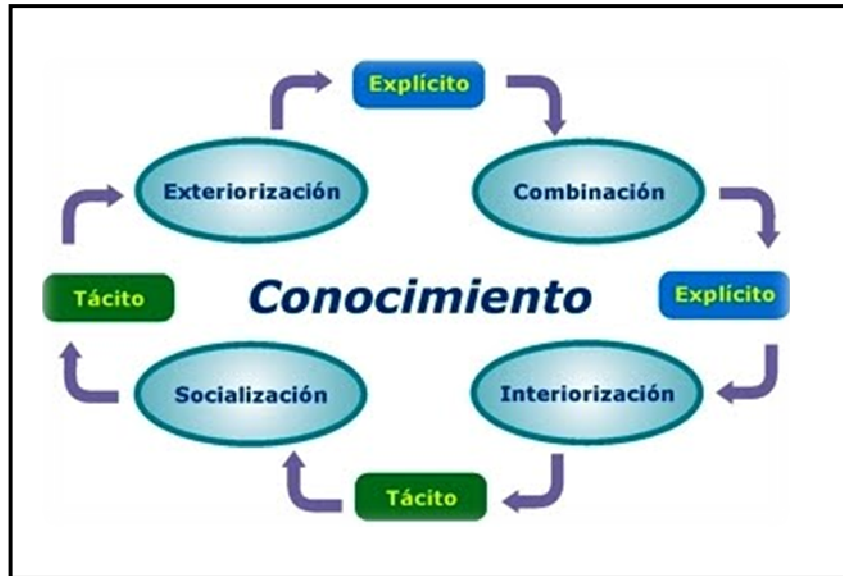 Explícito
Exteriorización
Combinación
Tácito
Conocimiento
Explícito
Socialización
Interiorización
Tácito